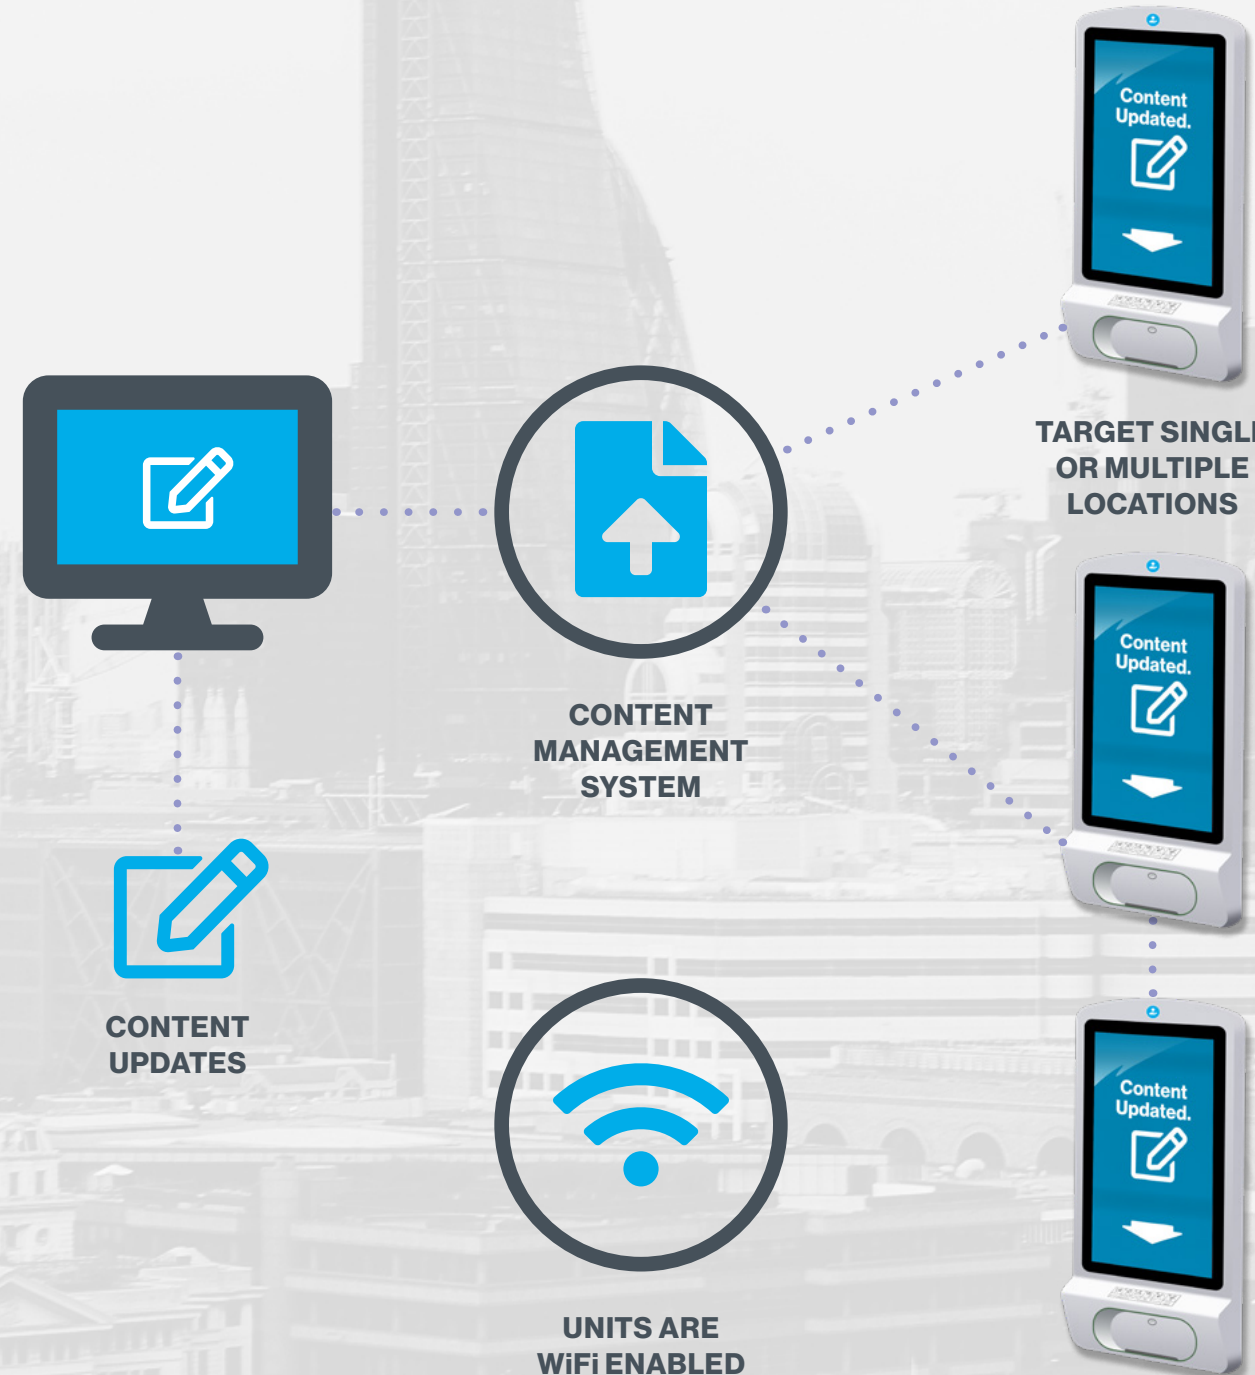 Content
Updated.
TARGET SINGLE
OR MULTIPLE
LOCATIONS
Content
Updated.
CONTENT
MANAGEMENT
SYSTEM
CONTENT
UPDATES
Content
Updated.
UNITS ARE
WiFi ENABLED